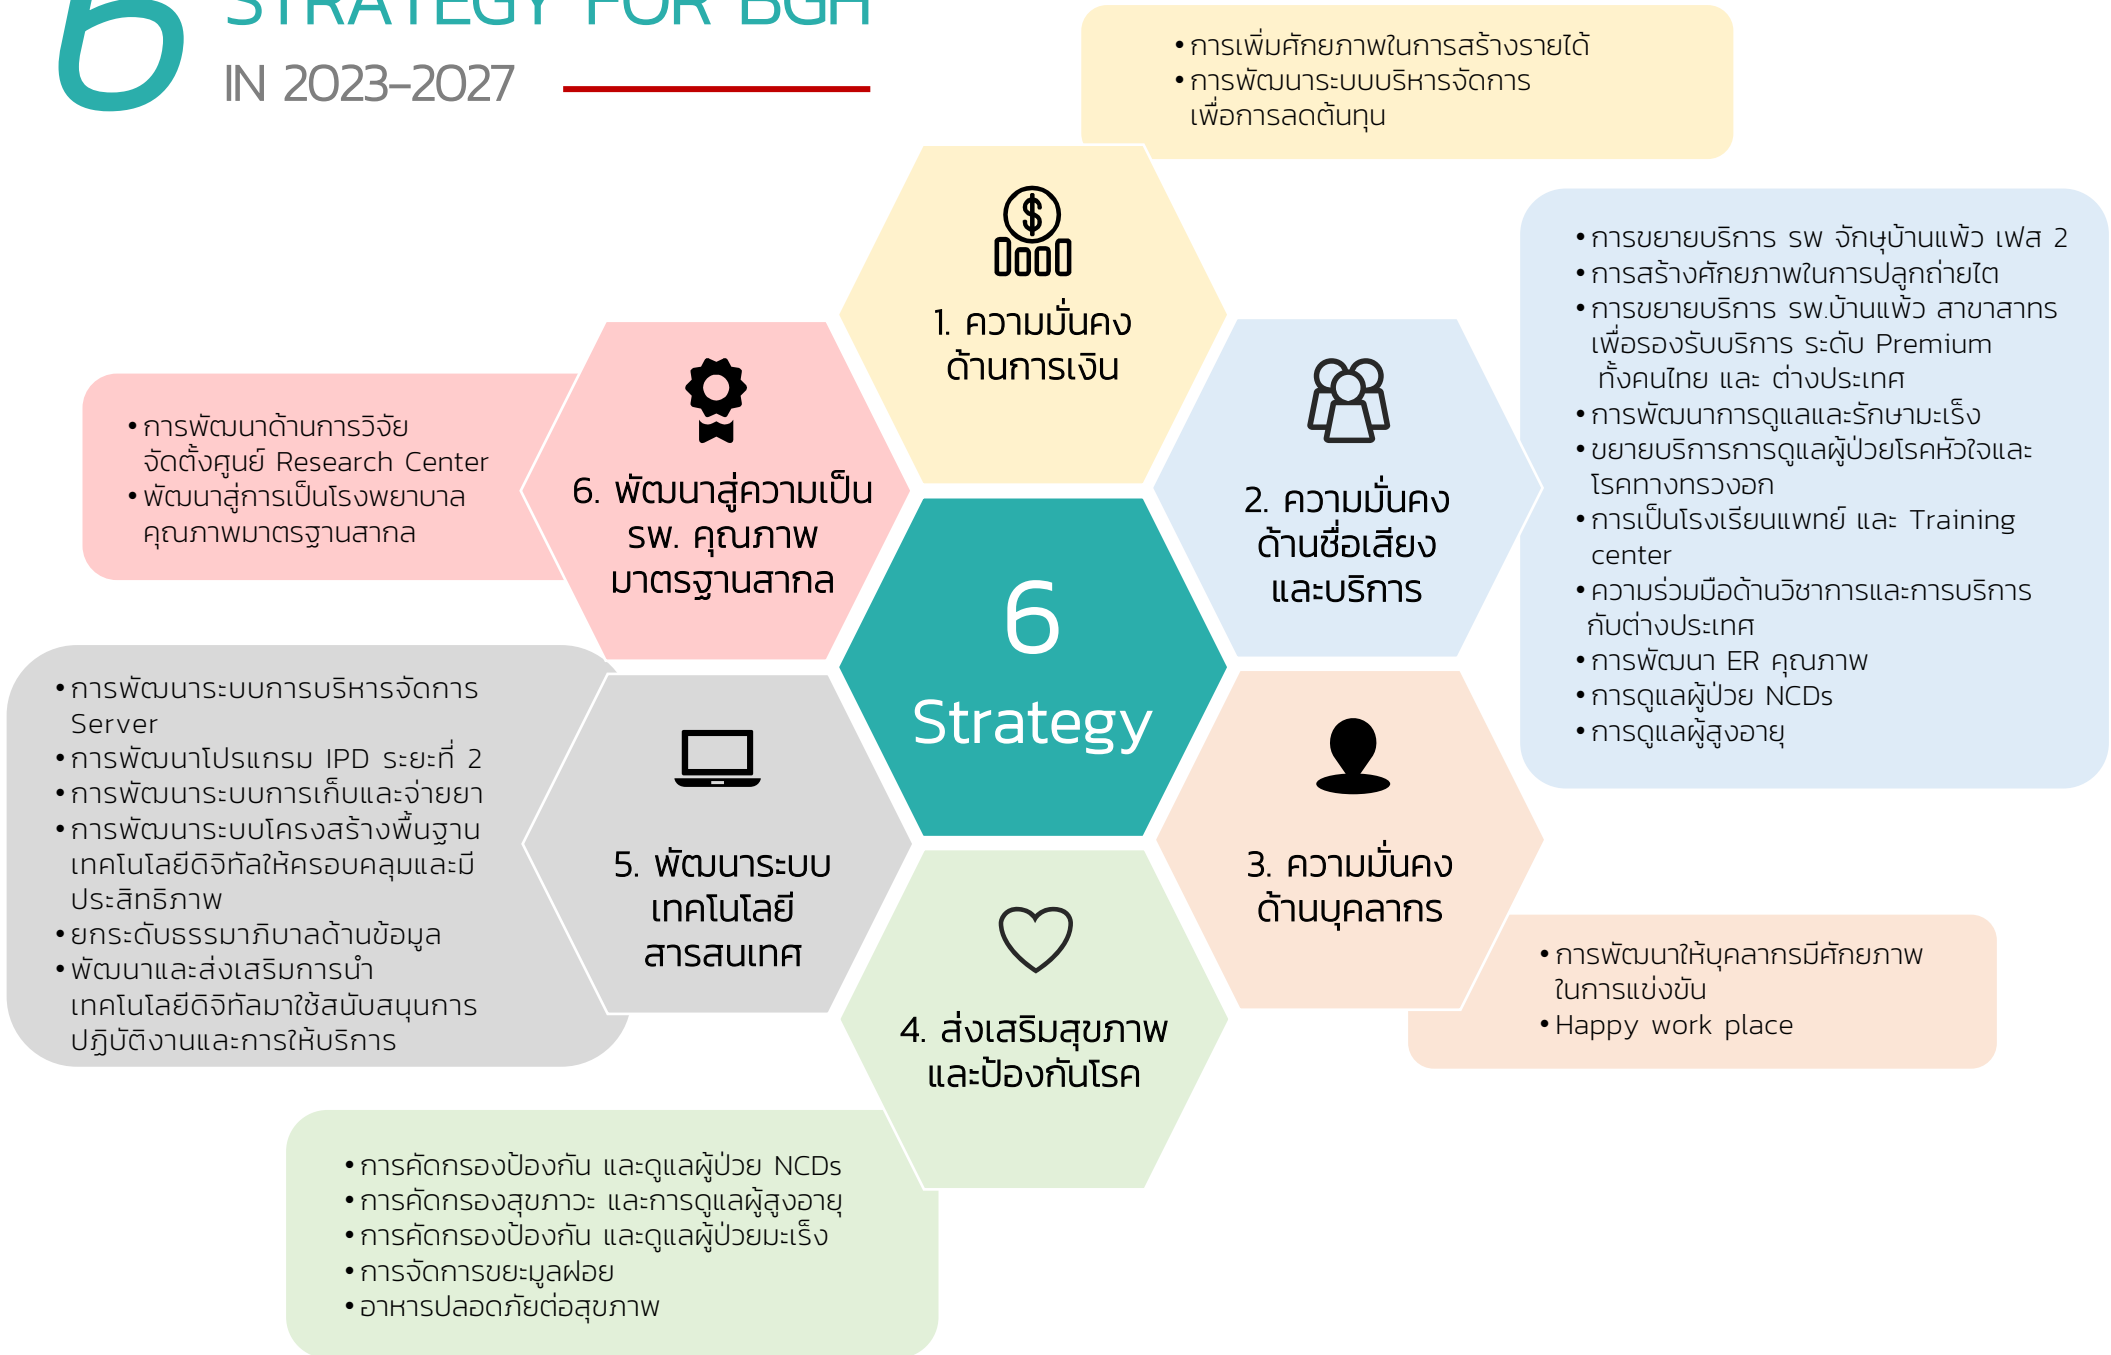 6 STRATEGY FOR BGH
IN 2023-2027
• การเพิ่มศักยภาพในการสร้างรายได้
• การพัฒนาระบบบริหารจัดการ
เพื่อการลดต้นทุน
1. ความมั่นคง
ด้านการเงิน
• การขยายบริการ รพ จักษุบ้านแพ้ว เฟส 2
• การสร้างศักยภาพในการปลูกถ่ายไต
• การขยายบริการ รพ.บ้านแพ้ว สาขาสาทร
เพื่อรองรับบริการ ระดับ Premium
ทั้งคนไทย และ ต่างประเทศ
• การพัฒนาการดูแลและรักษามะเร็ง
• ขยายบริการการดูแลผู้ป่วยโรคหัวใจและ
โรคทางทรวงอก
• การเป็นโรงเรียนแพทย์ และ Training
center
• ความร่วมมือด้านวิชาการและการบริการ
กับต่างประเทศ
• การพัฒนา ER คุณภาพ
• การดูแลผู้ป่วย NCDs
• การดูแลผู้สูงอายุ
2. ความมั่นคง
ด้านชื่อเสียง
และบริการ
6
Strategy
3. ความมั่นคง
ด้านบุคลากร
• การพัฒนาให้บุคลากรมีศักยภาพ
ในการแข่งขัน
• Happy work place
4. ส่งเสริมสุขภาพ
และป้องกันโรค
• การคัดกรองป้องกัน และดูแลผู้ป่วย NCDs
• การคัดกรองสุขภาวะ และการดูแลผู้สูงอายุ
• การคัดกรองป้องกัน และดูแลผู้ป่วยมะเร็ง
• การจัดการขยะมูลฝอย
• อาหารปลอดภัยต่อสุขภาพ
5. พัฒนาระบบ
เทคโนโลยี
สารสนเทศ
• การพัฒนาระบบการบริหารจัดการ
Server
• การพัฒนาโปรแกรม IPD ระยะที่ 2
• การพัฒนาระบบการเก็บและจ่ายยา
• การพัฒนาระบบโครงสร้างพื้นฐาน
เทคโนโลยีดิจิทัลให้ครอบคลุมและมี
ประสิทธิภาพ
• ยกระดับธรรมาภิบาลด้านข้อมูล
• พัฒนาและส่งเสริมการนำ
เทคโนโลยีดิจิทัลมาใช้สนับสนุนการ
ปฏิบัติงานและการให้บริการ
6. พัฒนาสู่ความเป็น
รพ. คุณภาพ
มาตรฐานสากล
• การพัฒนาด้านการวิจัย
จัดตั้งศูนย์ Research Center
• พัฒนาสู่การเป็นโรงพยาบาล
คุณภาพมาตรฐานสากล